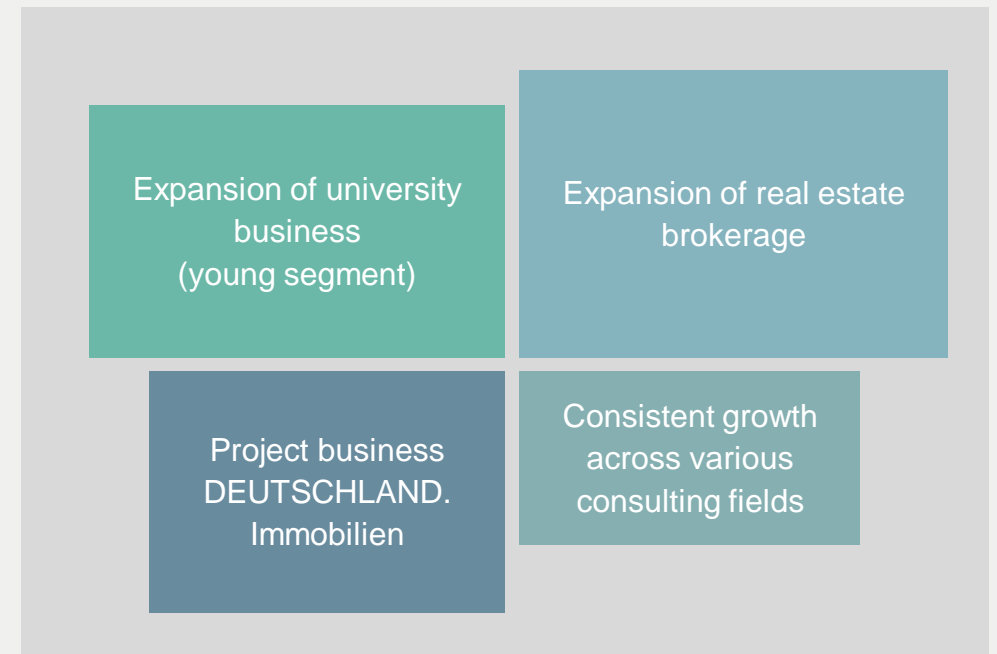 Expansion of university
business
(young segment)
Expansion of real estate
brokerage
Project business
DEUTSCHLAND.
Immobilien
Consistent growth
across various
consulting fields